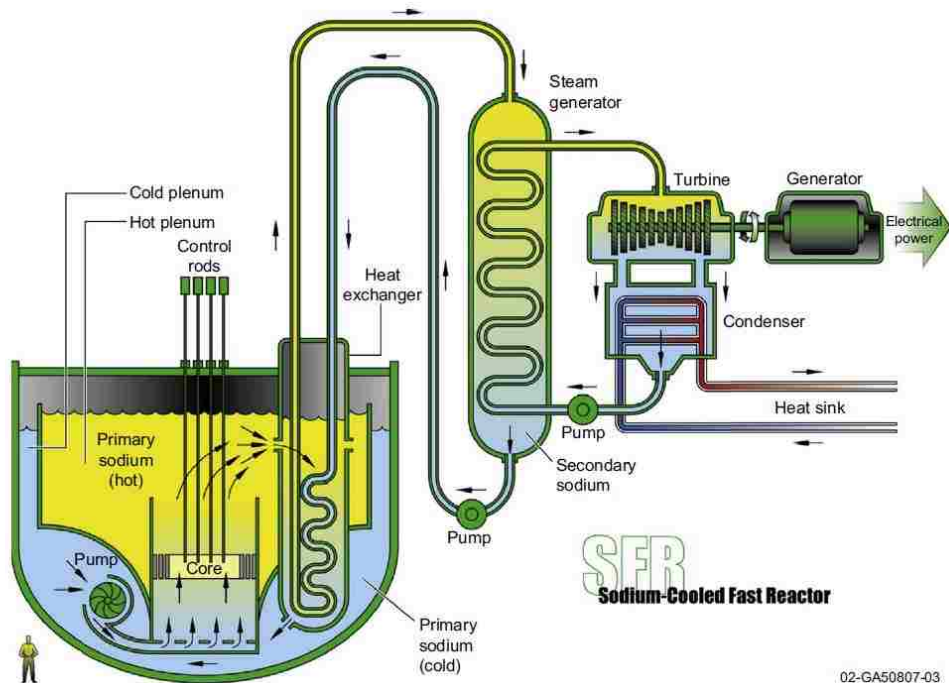 Steam
generator
Cold plenum
Hot plenum
Control
rods
Heat
exchanger
Turbine
Generator
Electrical
power
Condenser
Heat sink
Pump
Secondary
sodium
Pump
Primary
sodium
(hot)
Pump
Core
Primary
sodium
(cold)
SFR
Sodium-Cooled Fast Reactor
02-GA50807-03